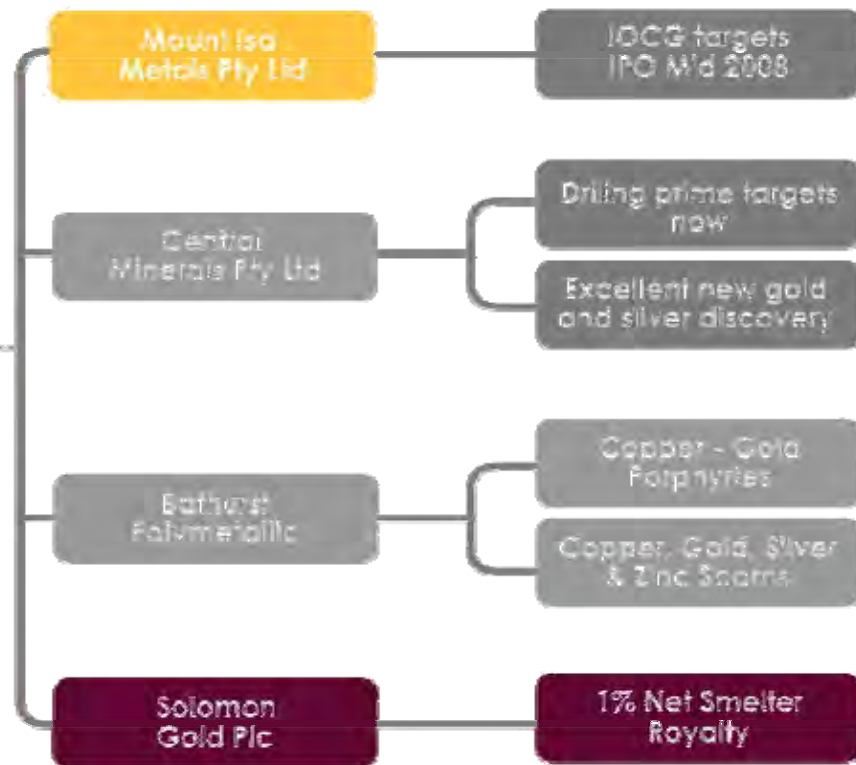 Mount Isa
Metals Pty Ltd
IOCG targets
IPO Mid 2008
Central
Minerals Pty Ltd
Drilling prime targets
now
Excellent new gold
and silver discovery
Bathurst
Polymetallic
Copper - Gold
Porphyries
Copper, Gold, Silver
& Zinc Scarns
Solomon
Gold Plc
1% Net Smelter
Royalty